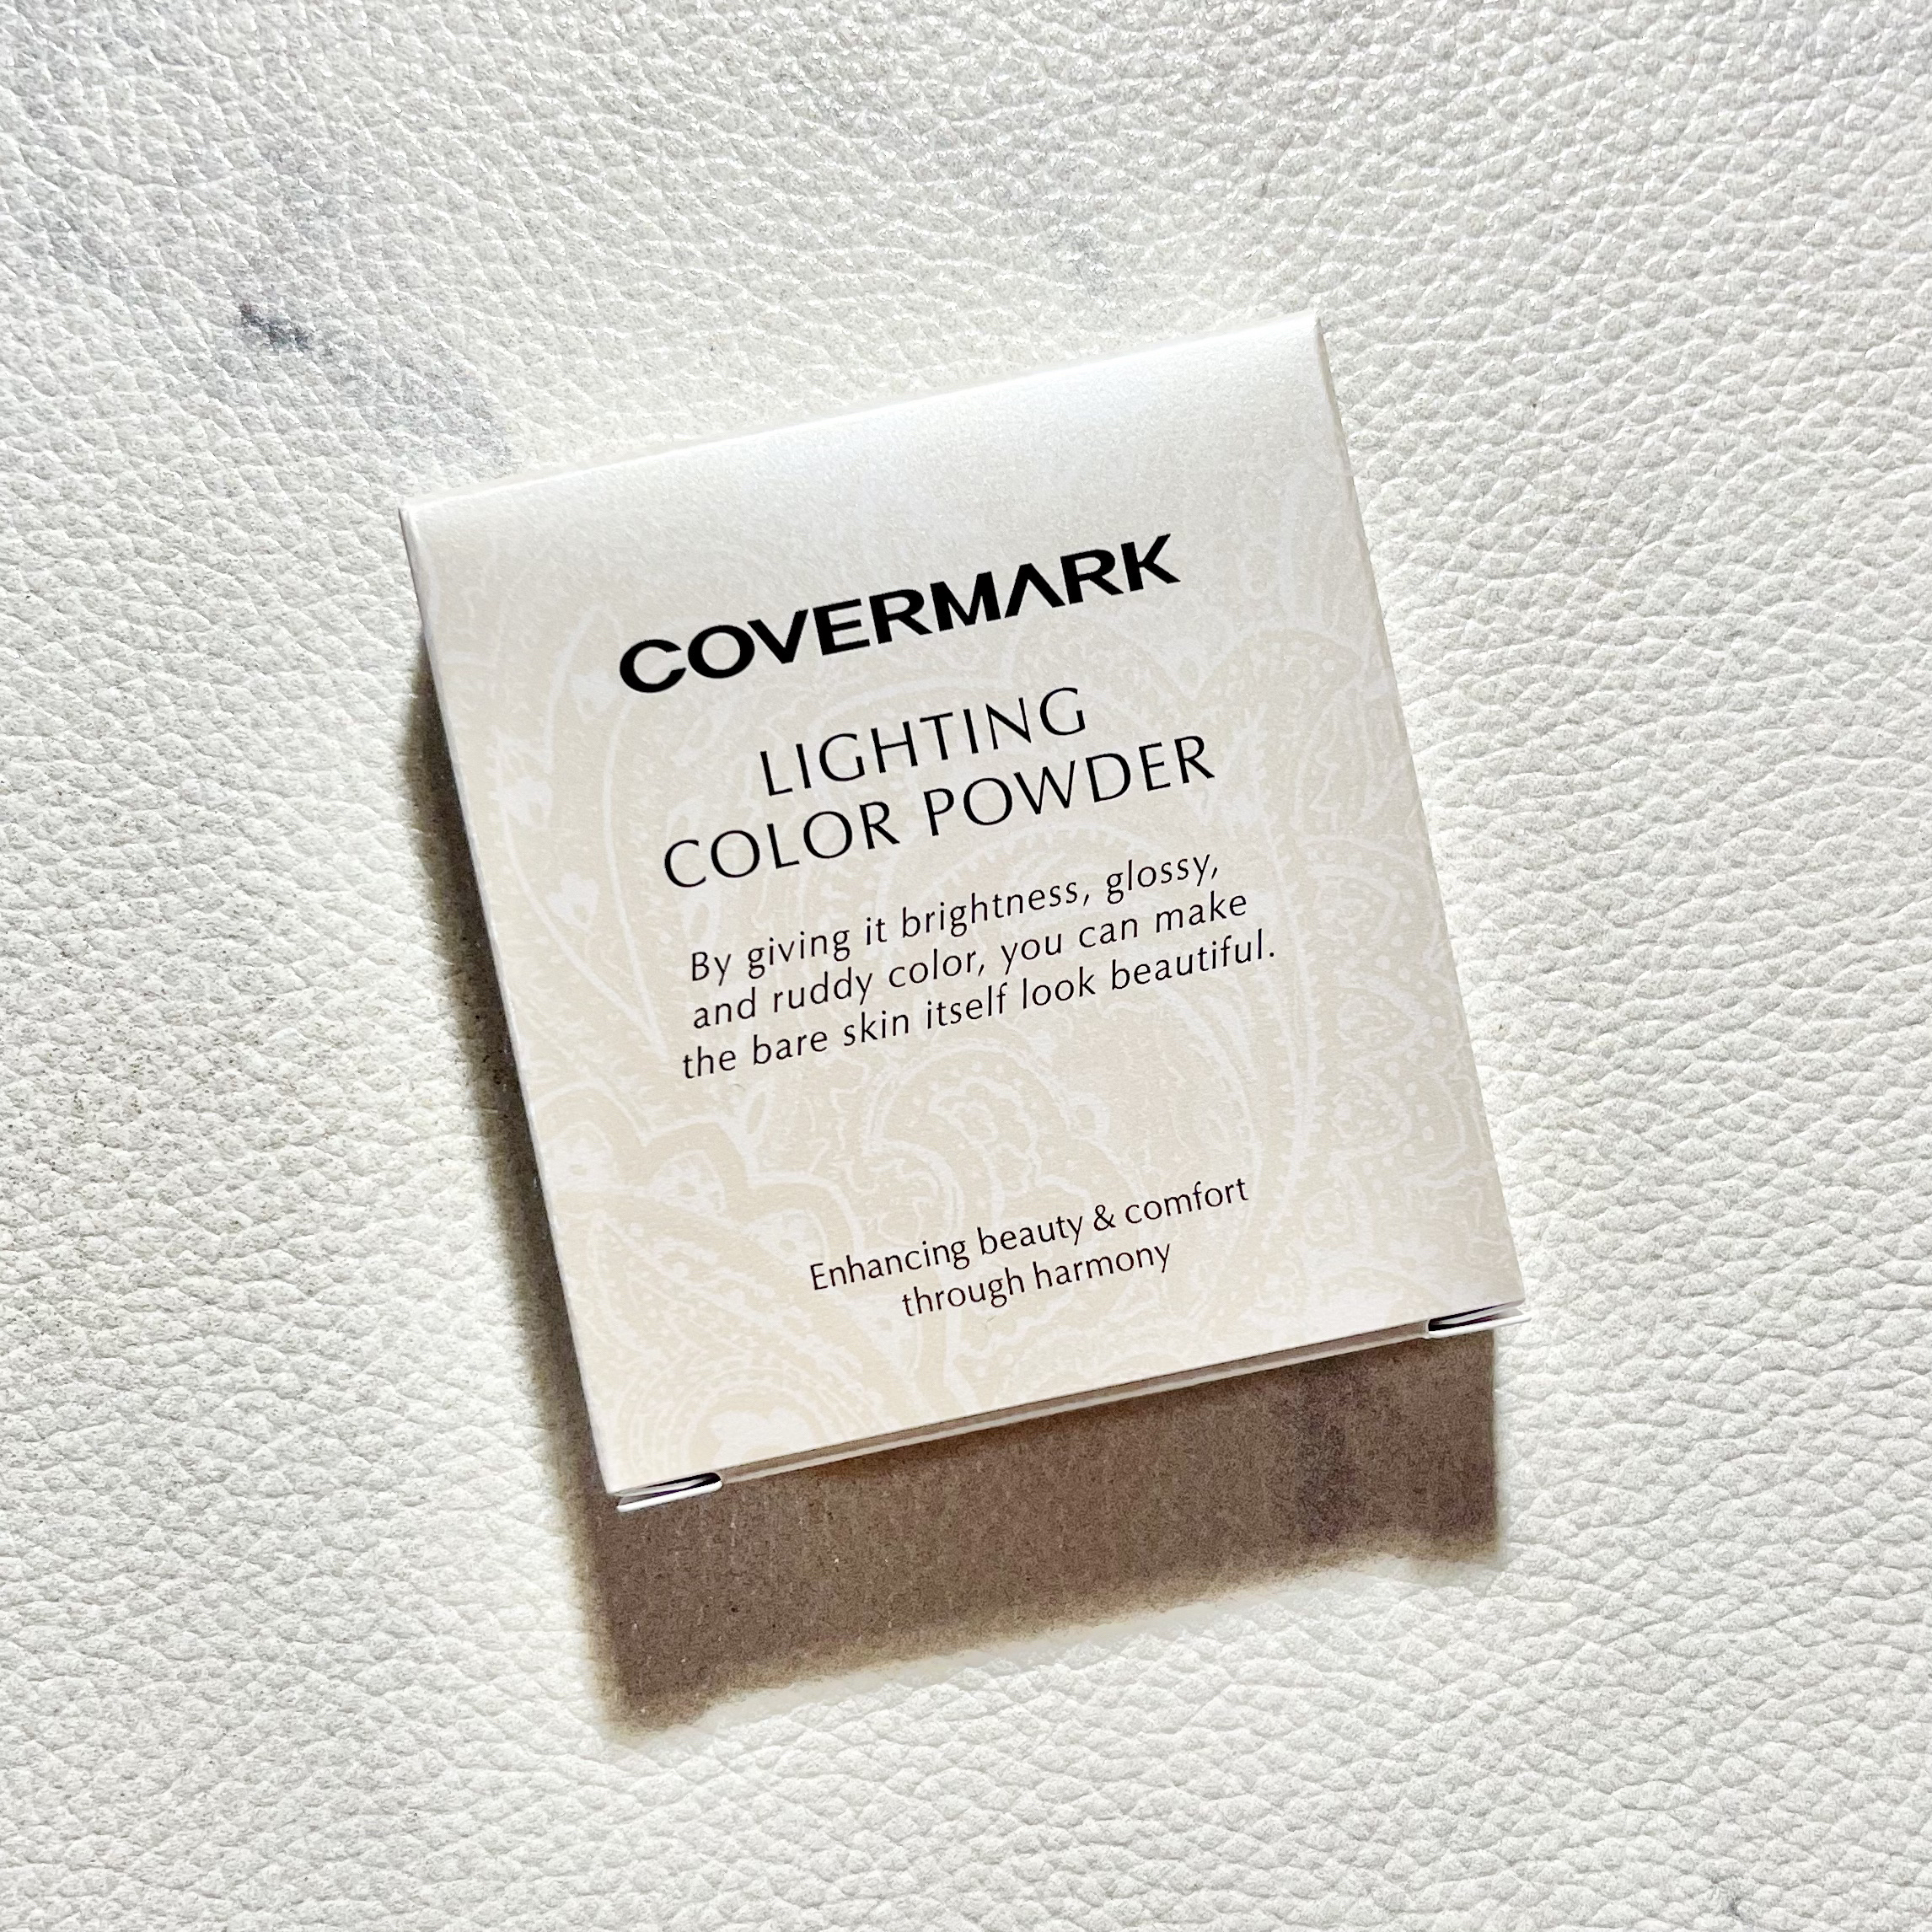 COVERMARK
LIGHTING
COLOR POWDER
By giving it brightness, glossy,
and ruddy color, you can make
the bare skin itself look beautiful.
Enhancing beauty & comfort
through harmony